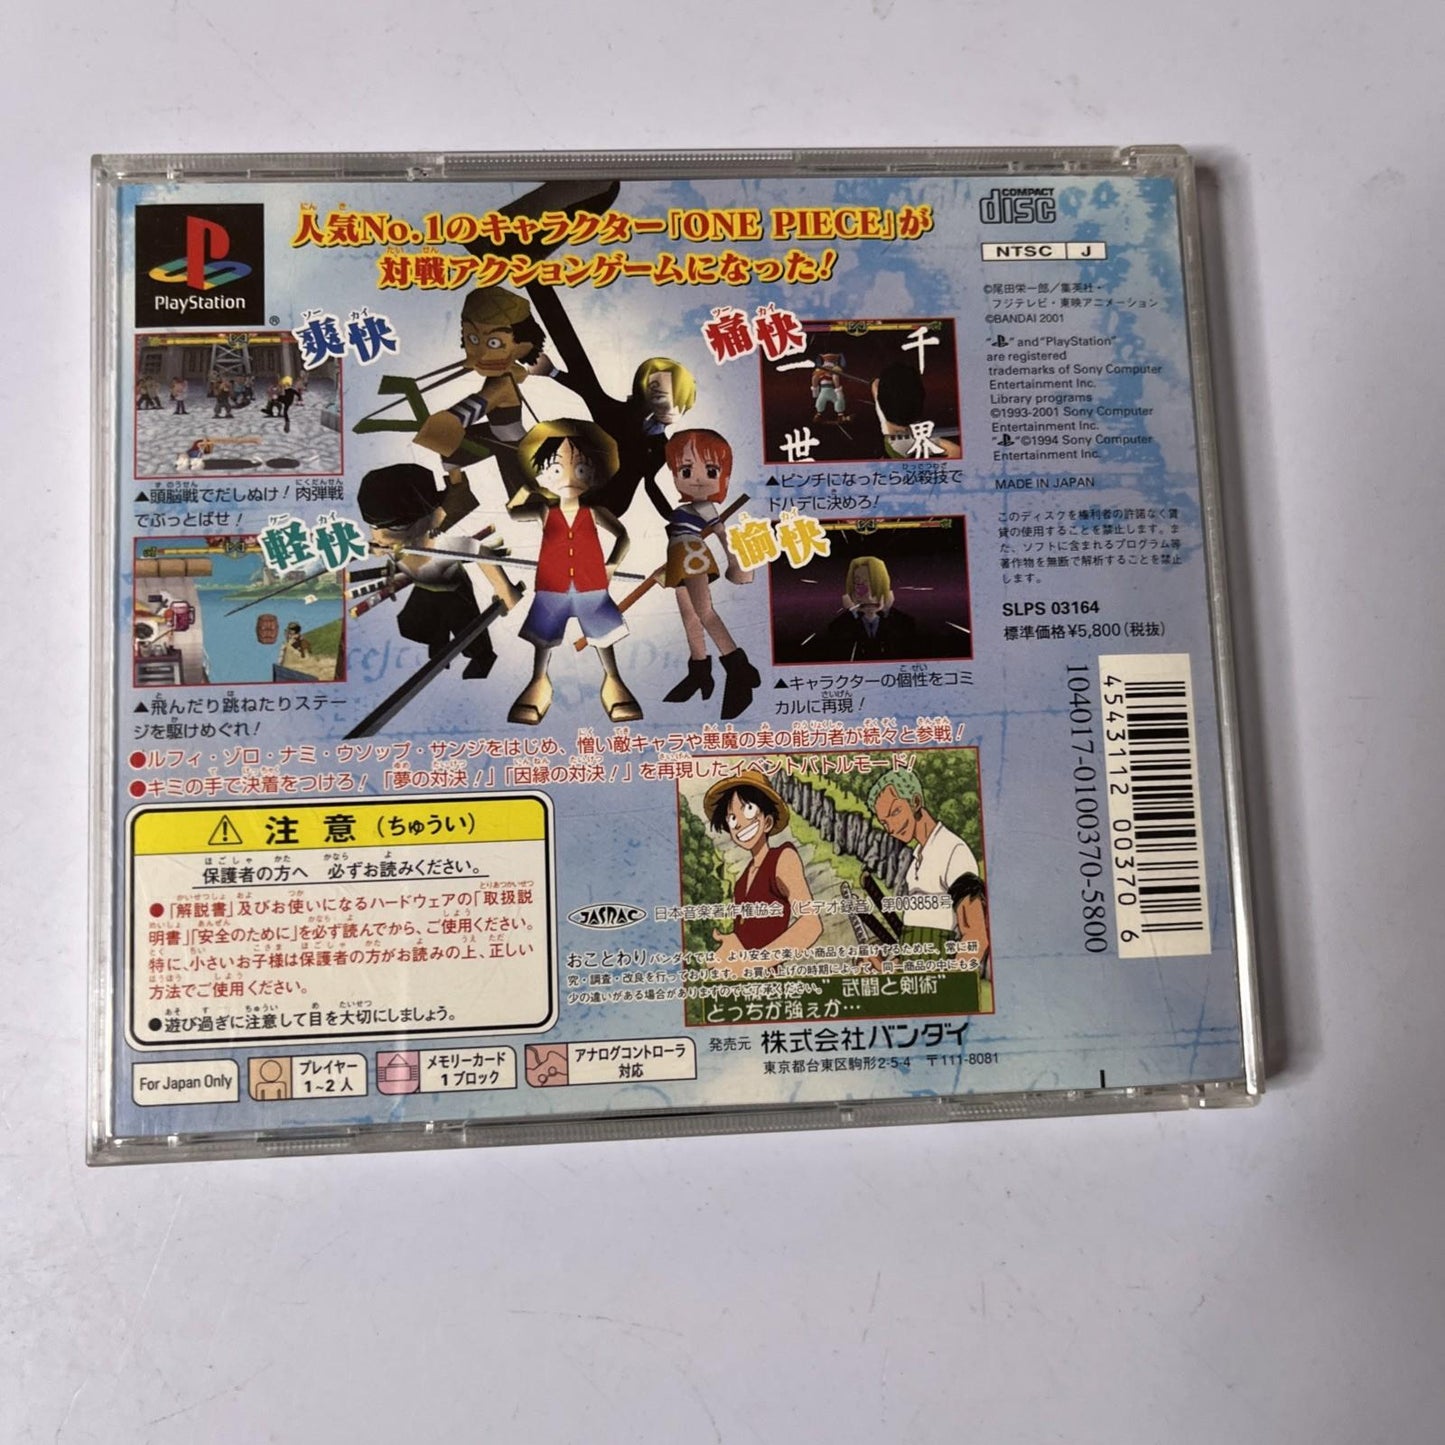 人気No.1のキャラクター「ONE PIECE」が
対戦アクションゲームになった!
PlayStation
®
爽快
ソー カイ
▲頭脳戦でだしぬけ!肉弾戦
でぶっとばせ!
軽快
ケー カイ
▲飛んだり跳ねたりステー
ジを駆けめぐれ!
痛快
ツー カイ
一世
千界
▲ピンチになったら必殺技で
ドハデに決めろ!
愉快
ユ カイ
▲キャラクターの個性をコミ
カルに再現!
●ルフィ・ゾロ・ナミ・ウソップ・サンジをはじめ、憎い敵キャラや悪魔の実の能力者が続々と参戦!
●キミの手で決着をつけろ!「夢の対決!」「因縁の対決!」を再現したイベントバトルモード!
注意(ちゅうい)
保護者の方へ 必ずお読みください。
●「解説書」及びお使いになるハードウェアの「取扱説
明書」「安全のために」を必ず読んでから、ご使用ください。
特に、小さいお子様は保護者の方がお読みの上、正しい
方法でご使用ください。
●遊び過ぎに注意して目を大切にしましょう。
For Japan Only
プレイヤー
1~2人
メモリーカード
1ブロック
アナログコントローラ
対応
JASRAC
日本音楽著作権協会(ビデオ録音)第003858号
おことわり バンダイでは、より安全で楽しい商品をお届けするために、常に研
究・調査・改良を行っております。お買い上げの時期によって、同一商品の中にも多
少の違いがある場合がありますのでご了承ください。
"武闘と剣術"
どっちが強えか…
発売元 株式会社バンダイ
東京都台東区駒形2-5-4 〒111-8081
COMPACT
disc
NTSC J
©尾田栄一郎/集英社・
フジテレビ・東映アニメーション
©BANDAI 2001
" " and "PlayStation"
are registered
trademarks of Sony Computer
Entertainment Inc.
Library programs
©1993-2001 Sony Computer
Entertainment Inc.
" "©1994 Sony Computer
Entertainment Inc.
MADE IN JAPAN
このディスクを権利者の許諾なく賃
貸の使用することを禁止します。ま
た、ソフトに含まれるプログラム等
著作物を無断で解析することを禁止
します。
SLPS 03164
標準価格¥5,800(税抜)
104017-0100370-5800
4543112 00370 6